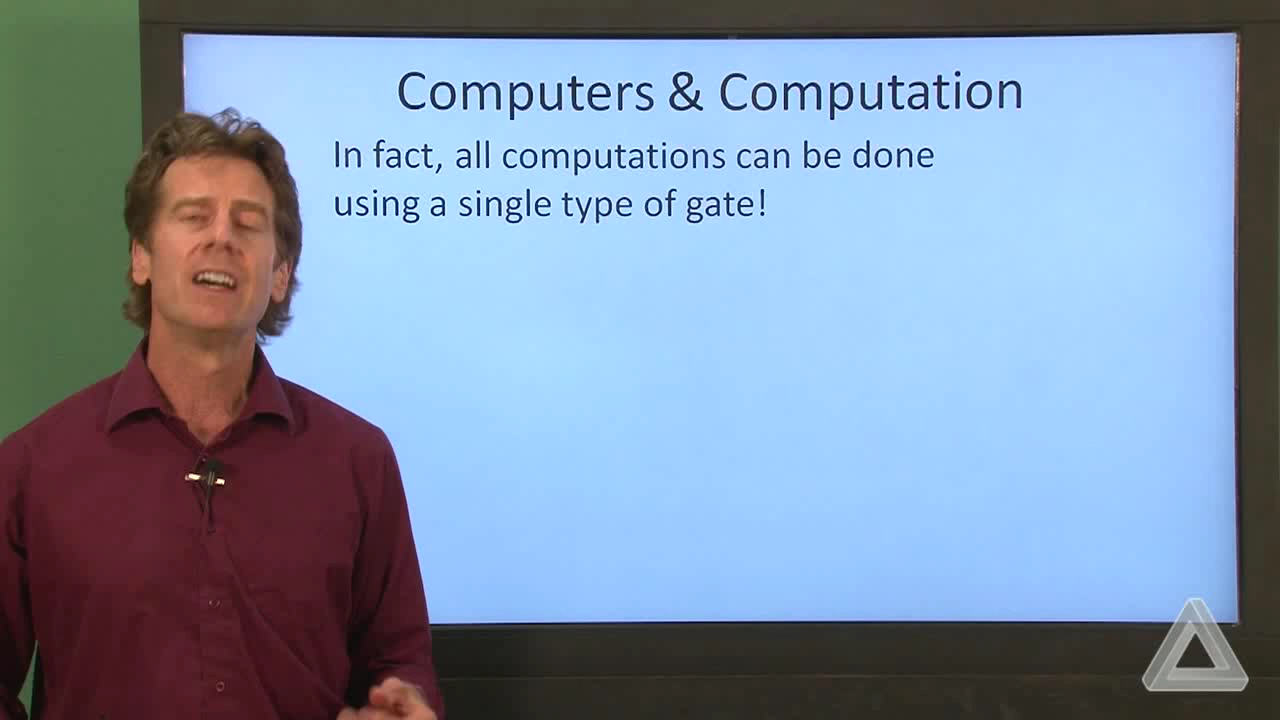 Computers & Computation
In fact, all computations can be done
using a single type of gate!